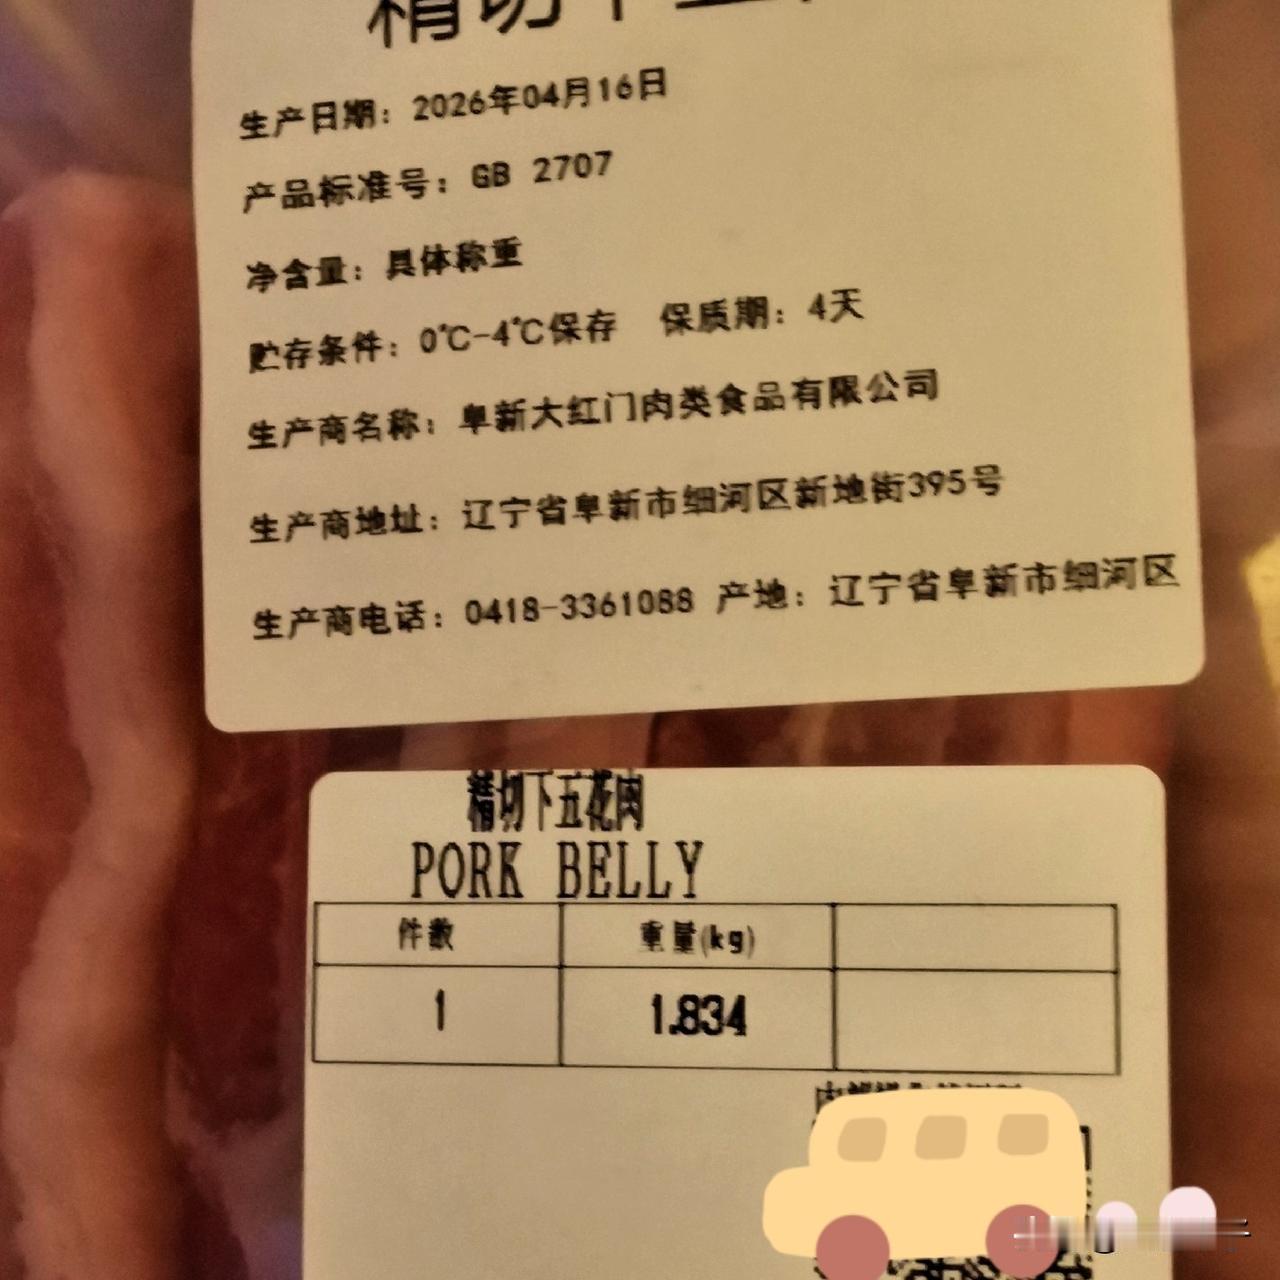 精切下五
生产日期：2026年04月16日
产品标准号：GB 2707
净含量：具体称重
贮存条件：0℃-4℃保存 保质期：4天
生产商名称：阜新大红门肉类食品有限公司
生产商地址：辽宁省阜新市细河区新地街395号
生产商电话：0418-3361088 产地：辽宁省阜新市细河区
精切下五花肉
PORK BELLY
件数 重量(kg)
1 1.834